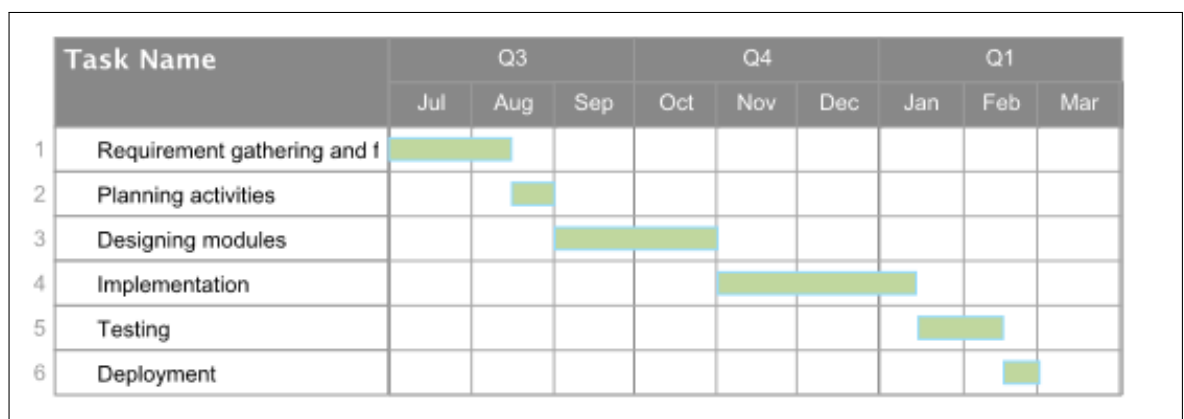 Task Name Q3 Q4 Q1
Jul Aug Sep Oct Nov Dec Jan Feb Mar
1 Requirement gathering and f
2 Planning activities
3 Designing modules
4 Implementation
5 Testing
6 Deployment